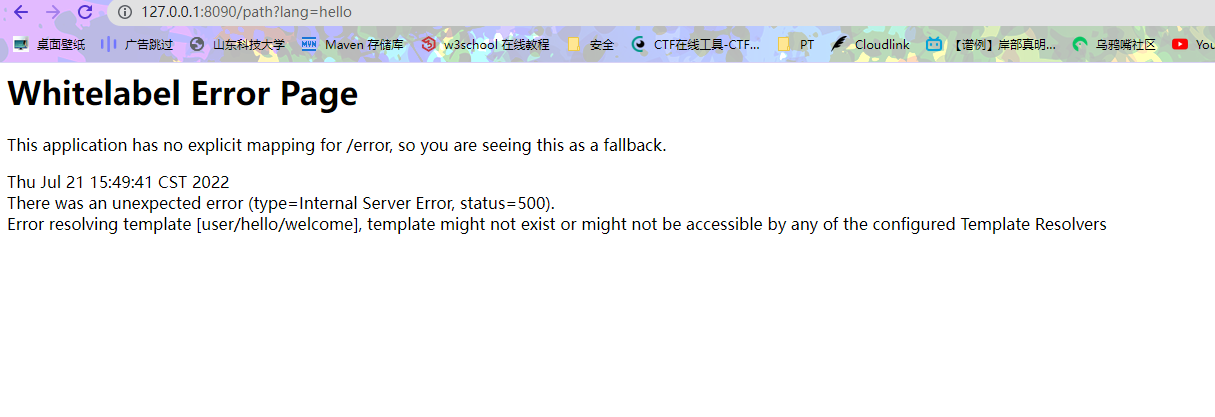 127.0.0.1:8090/path?lang=hello
桌面壁纸 广告跳过 山东科技大学 MVN Maven 存储库 w3school 在线教程 安全 CTF在线工具-CTF... PT Cloudlink 【谱例】岸部真明... 乌鸦嘴社区 You
Whitelabel Error Page
This application has no explicit mapping for /error, so you are seeing this as a fallback.
Thu Jul 21 15:49:41 CST 2022
There was an unexpected error (type=Internal Server Error, status=500).
Error resolving template [user/hello/welcome], template might not exist or might not be accessible by any of the configured Template Resolvers